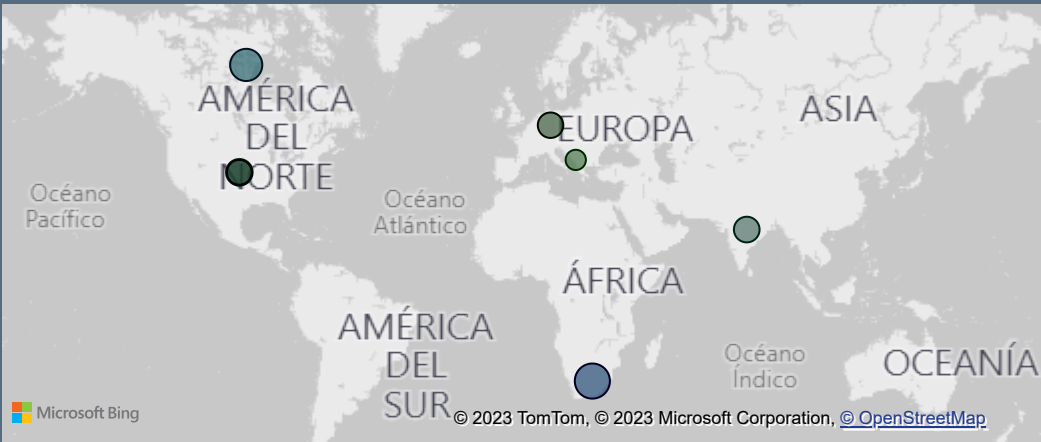 AMÉRICA
DEL
NORTE
EUROPA
ASIA
Océano
Pacífico
Océano
Atlántico
ÁFRICA
AMÉRICA
DEL
SUR
Océano
Índico
OCEANÍA
Microsoft Bing
© 2023 TomTom, © 2023 Microsoft Corporation, © OpenStreetMap